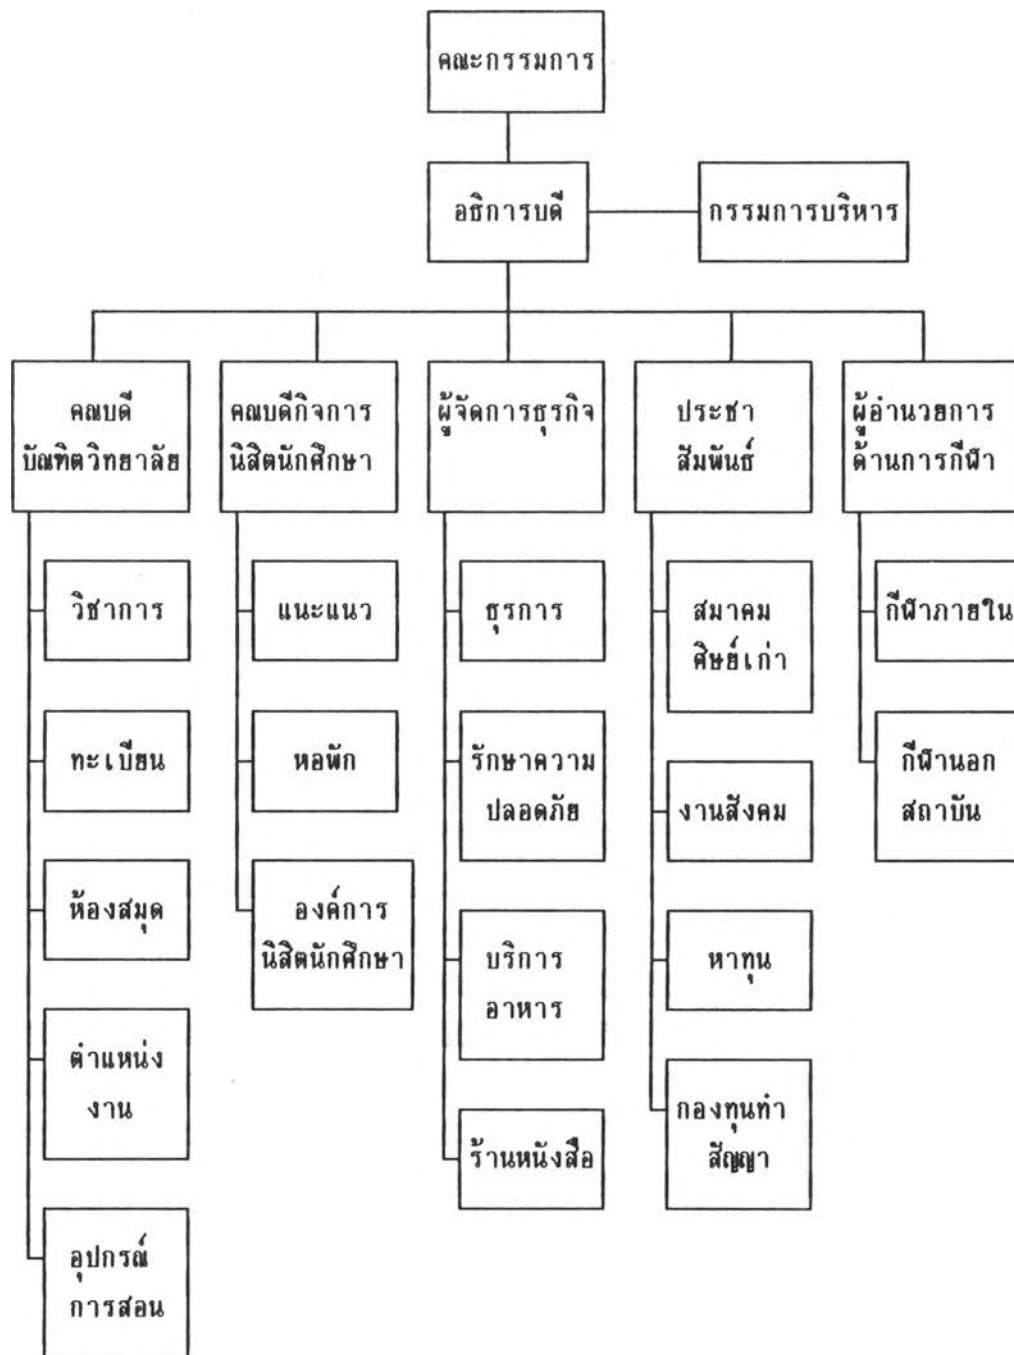 คณะกรรมการ
อธิการบดี
กรรมการบริหาร
คณบดี
บัณฑิตวิทยาลัย
คณบดีกิจการ
นิสิตนักศึกษา
ผู้จัดการธุรกิจ
ประชา
สัมพันธ์
ผู้อำนวยการ
ด้านการกีฬา
วิชาการ
ทะเบียน
ห้องสมุด
ตำแหน่ง
งาน
อุปกรณ์
การสอน
แนะแนว
หอพัก
องค์การ
นิสิตนักศึกษา
ธุรการ
รักษาความ
ปลอดภัย
บริการ
อาหาร
ร้านหนังสือ
สมาคม
ศิษย์เก่า
งานสังคม
หาทุน
กองทุนทำ
สัญญา
กีฬาภายใน
กีฬานอก
สถาบัน